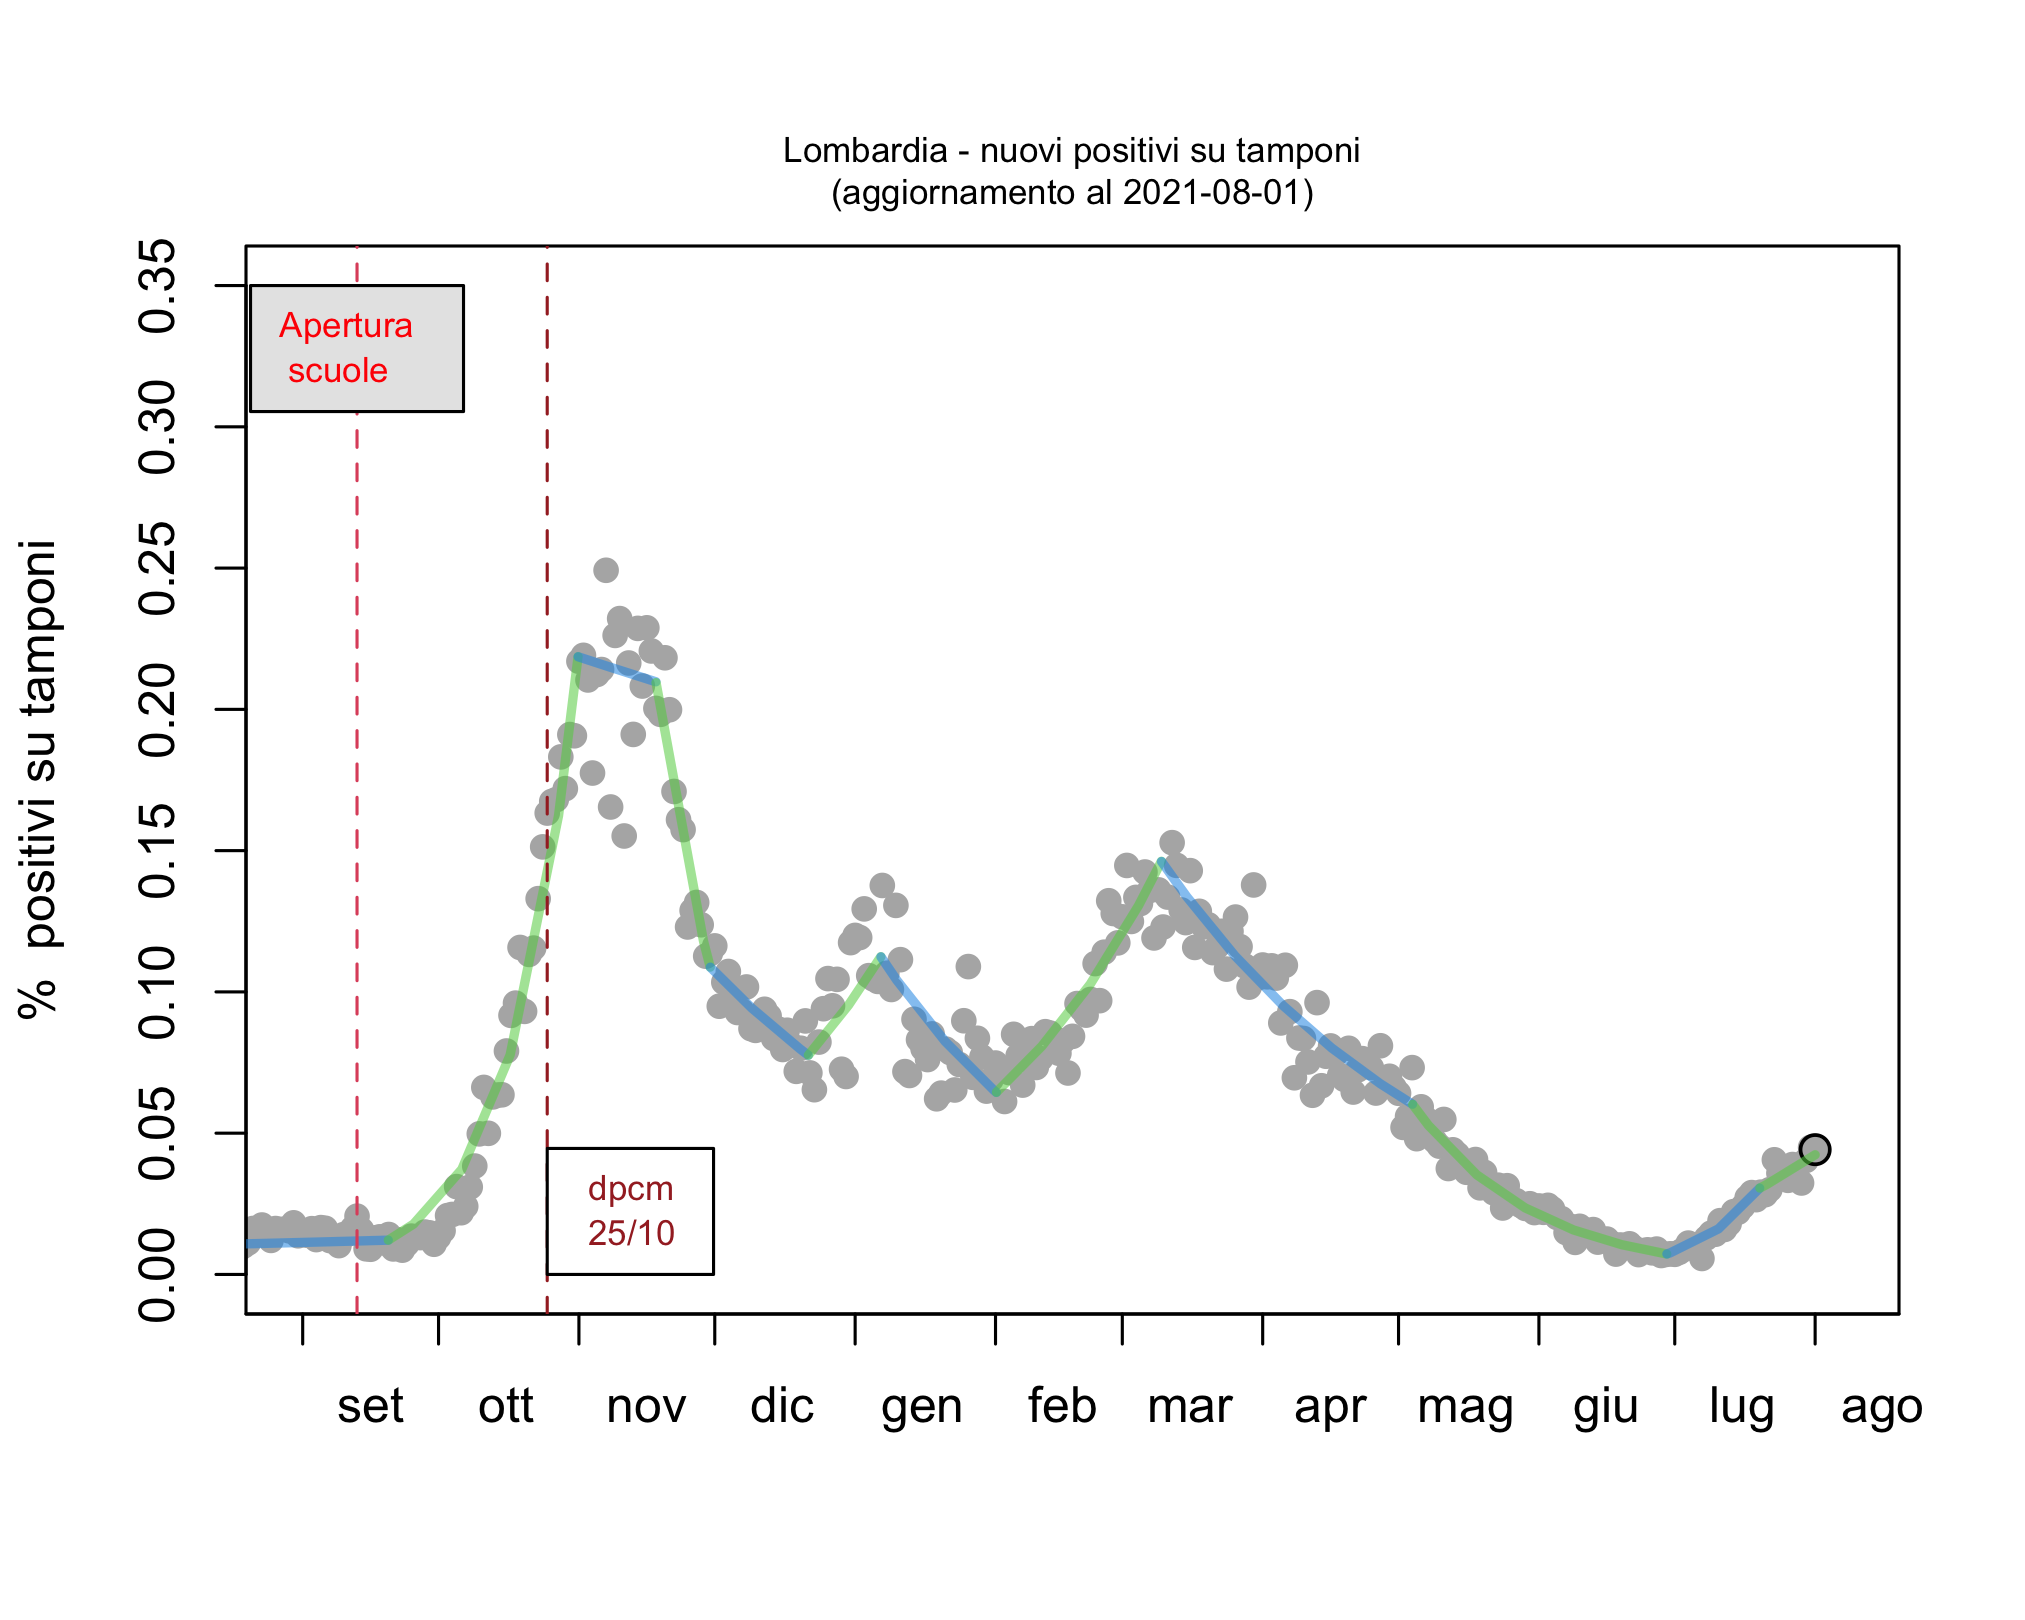 Lombardia - nuovi positivi su tamponi
(aggiornamento al 2021-08-01)
% positivi su tamponi
0.35
0.30
0.25
0.20
0.15
0.10
0.05
0.00
Apertura
scuole
dpcm
25/10
set ott nov dic gen feb mar apr mag giu lug ago